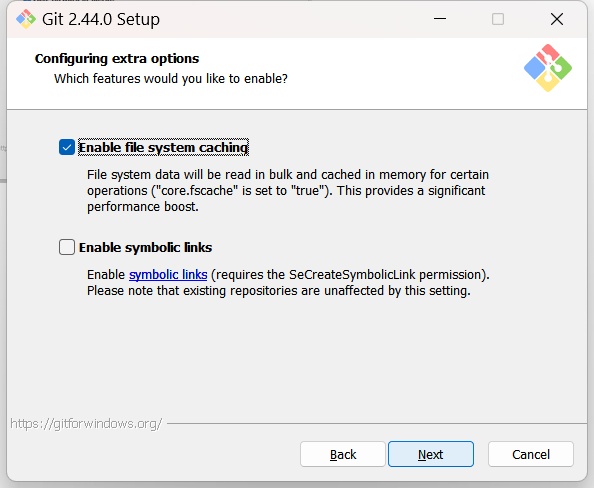 Git 2.44.0 Setup
Configuring extra options
Which features would you like to enable?
Enable file system caching
File system data will be read in bulk and cached in memory for certain
operations ("core.fscache" is set to "true"). This provides a significant
performance boost.
Enable symbolic links
Enable symbolic links (requires the SeCreateSymbolicLink permission).
Please note that existing repositories are unaffected by this setting.
https://gitforwindows.org/
Back
Next
Cancel